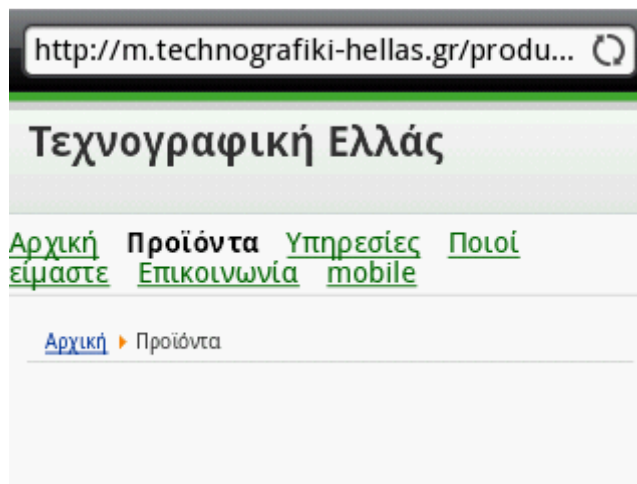 http://m.technografiki-hellas.gr/produ...
Τεχνογραφική Ελλάς
Αρχική Προϊόντα Υπηρεσίες Ποιοί
είμαστε Επικοινωνία mobile
Αρχική Προϊόντα